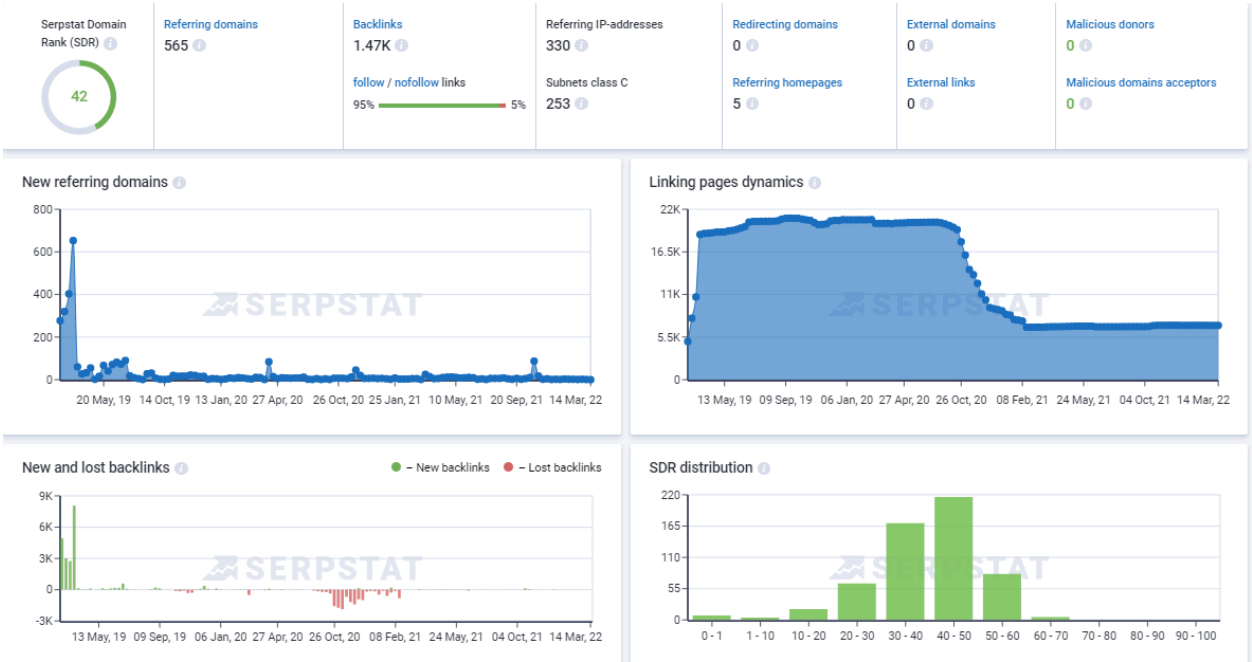 Serpstat Domain
Rank (SDR)
42
Referring domains
565
Backlinks
1.47K
follow / nofollow links
95% 5%
Referring IP-addresses
330
Subnets class C
253
Redirecting domains
0
Referring homepages
5
External domains
0
External links
0
Malicious donors
0
Malicious domains acceptors
0
New referring domains
800
600
400
200
0
SERPSTAT
20 May, 19 14 Oct, 19 13 Jan, 20 27 Apr, 20 26 Oct, 20 25 Jan, 21 10 May, 21 20 Sep, 21 14 Mar, 22
Linking pages dynamics
22K
16.5K
11K
5.5K
0
SERPSTAT
13 May, 19 09 Sep, 19 06 Jan, 20 27 Apr, 20 26 Oct, 20 08 Feb, 21 24 May, 21 04 Oct, 21 14 Mar, 22
New and lost backlinks
– New backlinks – Lost backlinks
9K
6K
3K
0
-3K
SERPSTAT
13 May, 19 09 Sep, 19 06 Jan, 20 27 Apr, 20 26 Oct, 20 08 Feb, 21 24 May, 21 04 Oct, 21 14 Mar, 22
SDR distribution
220
165
110
55
0
SERPSTAT
0 - 1 1 - 10 10 - 20 20 - 30 30 - 40 40 - 50 50 - 60 60 - 70 70 - 80 80 - 90 90 - 100